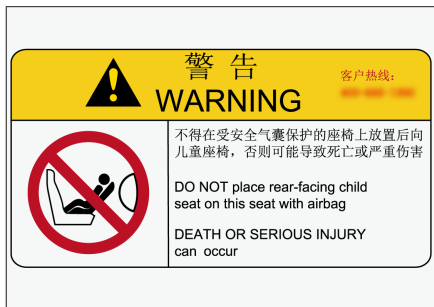 警告
客户热线：
WARNING
不得在受安全气囊保护的座椅上放置后向
儿童座椅，否则可能导致死亡或严重伤害
DO NOT place rear-facing child
seat on this seat with airbag
DEATH OR SERIOUS INJURY
can occur